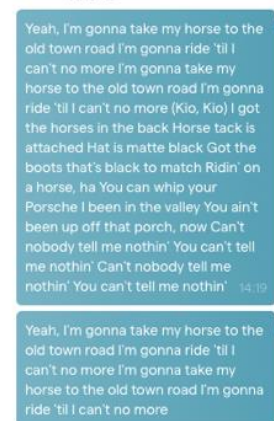 Yeah, I'm gonna take my horse to the
old town road I'm gonna ride 'til I
can't no more I'm gonna take my
horse to the old town road I'm gonna
ride 'til I can't no more (Kio, Kio) I got
the horses in the back Horse tack is
attached Hat is matte black Got the
boots that's black to match Ridin' on
a horse, ha You can whip your
Porsche I been in the valley You ain't
been up off that porch, now Can't
nobody tell me nothin' You can't tell
me nothin' Can't nobody tell me
nothin' You can't tell me nothin' 14:19
Yeah, I'm gonna take my horse to the
old town road I'm gonna ride 'til I
can't no more I'm gonna take my
horse to the old town road I'm gonna
ride 'til I can't no more